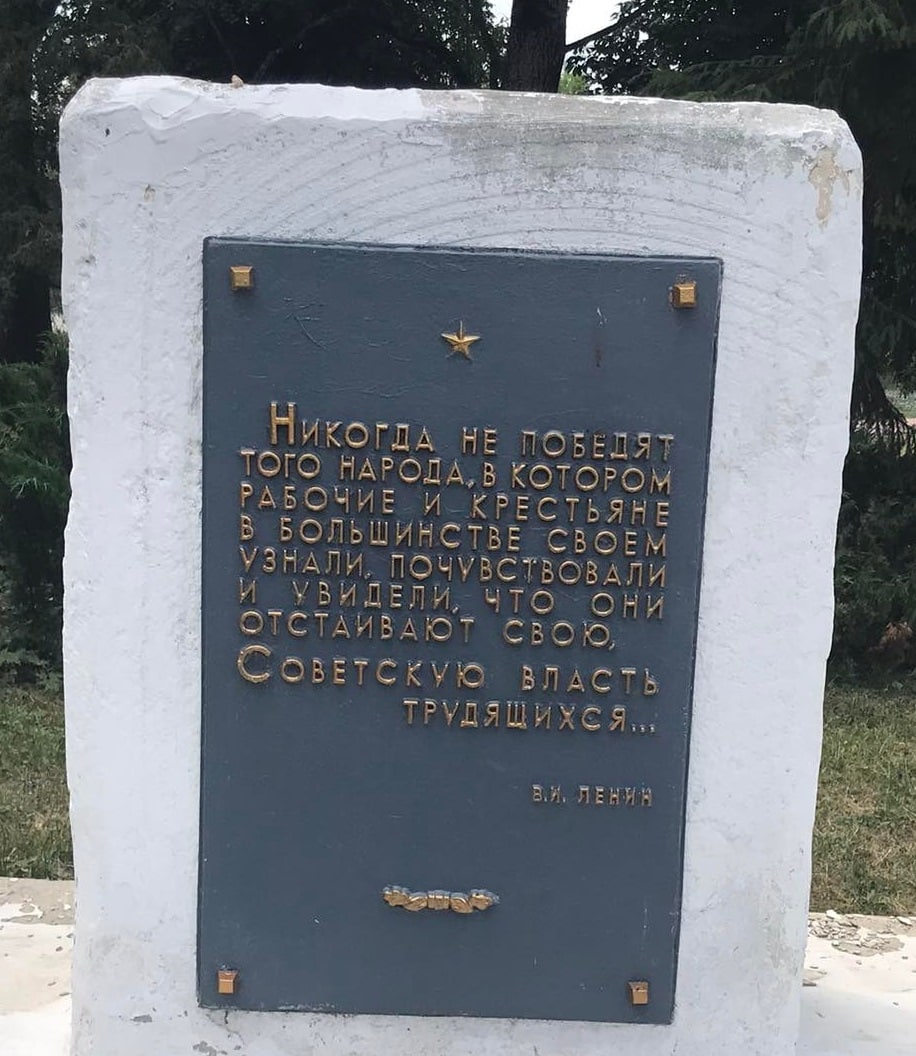 Никогда не победят
того народа, в котором
рабочие и крестьяне
в большинстве своем
узнали, почувствовали
и увидели, что они
отстаивают свою,
Советскую власть
трудящихся...
В.И. Ленин